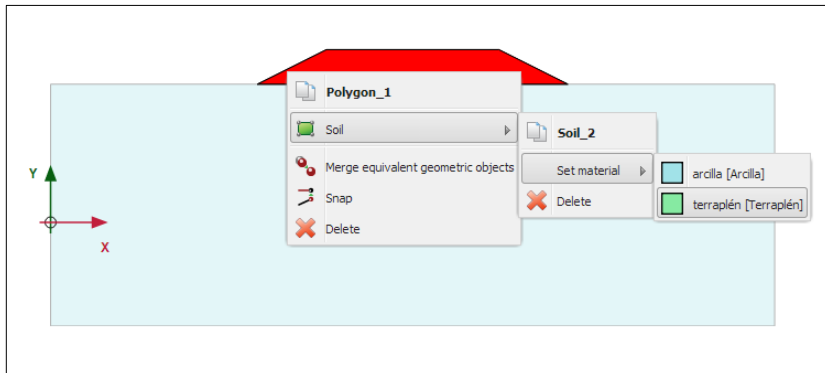 Polygon_1
Soil
Soil_2
Merge equivalent geometric objects
Set material
arcilla [Arcilla]
Snap
Delete
terraplén [Terraplén]
Delete
Y
X